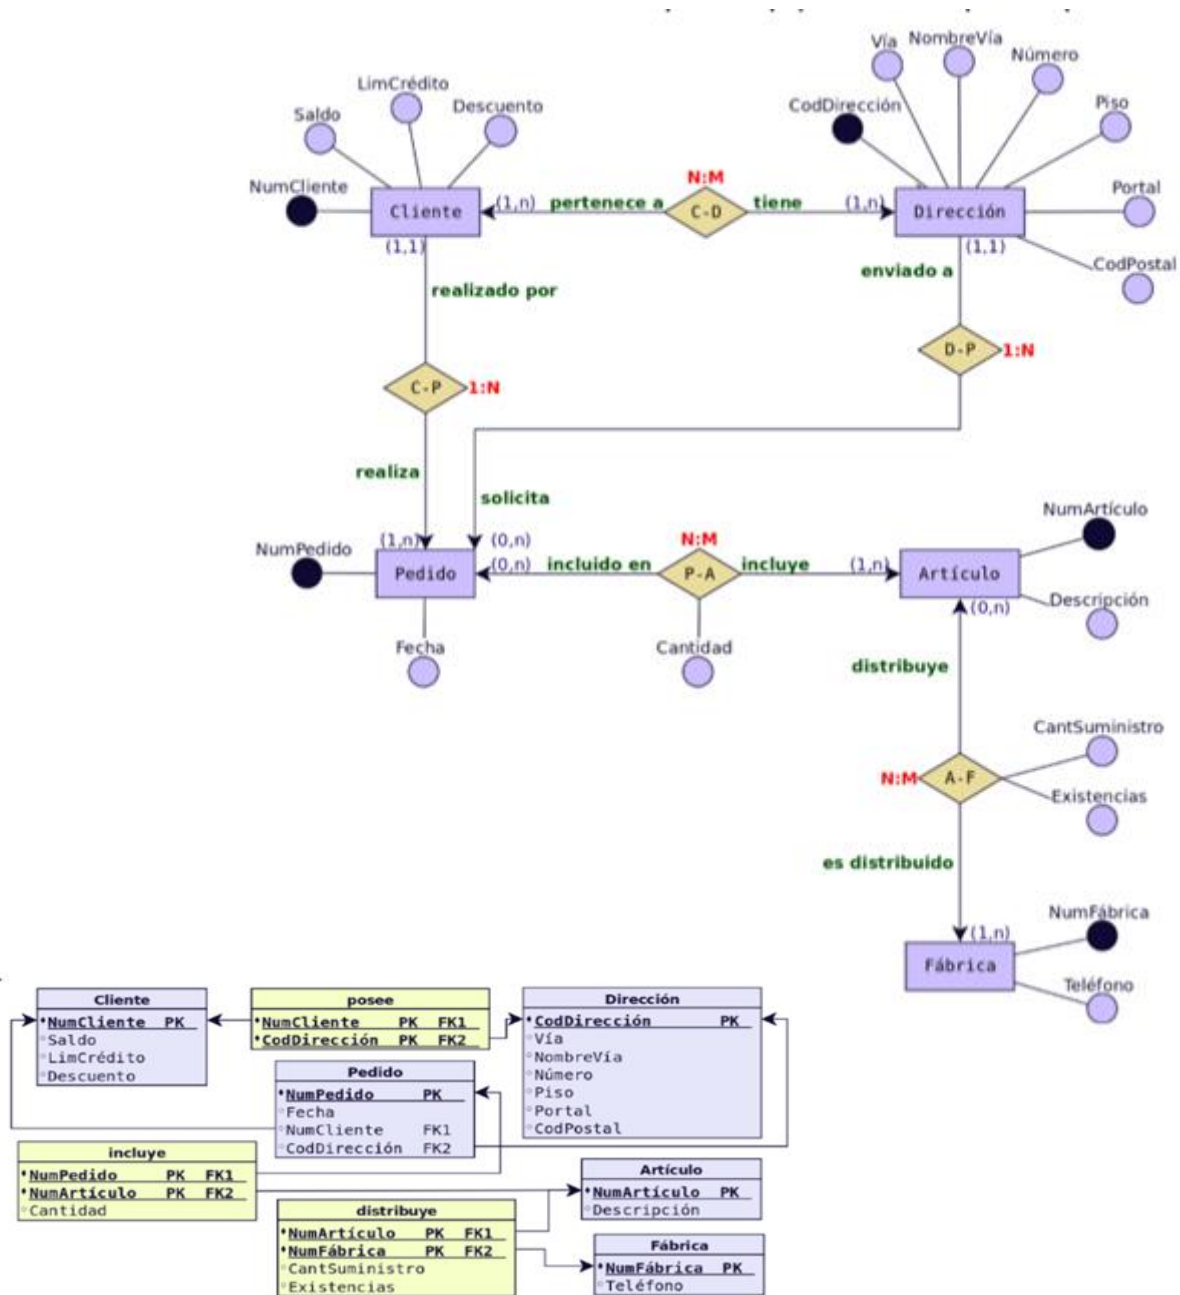 Vía NombreVía Número
LimCrédito
Saldo Descuento CodDirección Piso
N:M
NumCliente Portal
Cliente (1,n) pertenece a C-D tiene (1,n) Dirección
(1,1) (1,1)
enviado a CodPostal
realizado por
D-P 1:N
C-P 1:N
realiza
solicita
NumArtículo
(1,n) (0,n) N:M
NumPedido (0,n) incluido en P-A incluye (1,n)
Pedido Artículo
Descripción
(0,n)
Fecha Cantidad
distribuye
CantSuministro
N:M A-F
Existencias
es distribuido
NumFábrica
(1,n)
Fábrica
Teléfono
Cliente
NumCliente PK
Saldo
LimCrédito
Descuento
posee
NumCliente PK FK1
CodDirección PK FK2
Dirección
CodDirección PK
Vía
NombreVía
Número
Piso
Portal
CodPostal
Pedido
NumPedido PK
Fecha
NumCliente FK1
CodDirección FK2
incluye
NumPedido PK FK1
NumArtículo PK FK2
Cantidad
Artículo
NumArtículo PK
Descripción
distribuye
NumArtículo PK FK1
NumFábrica PK FK2
CantSuministro
Existencias
Fábrica
NumFábrica PK
Teléfono